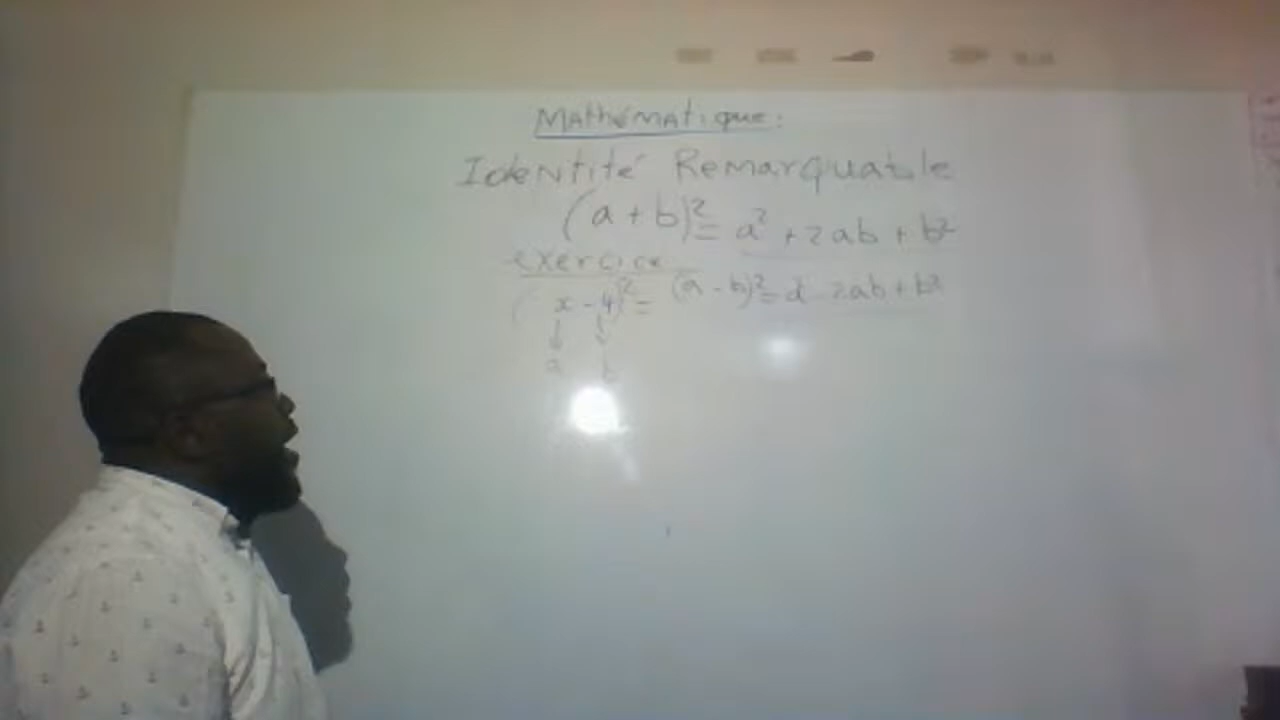 Mathématique:
Identité Remarquable
(a + b)² = a² + 2ab + b²
exercice
(a - b)² = a² - 2ab + b²
(x - 4)² =
↓ ↓
a b